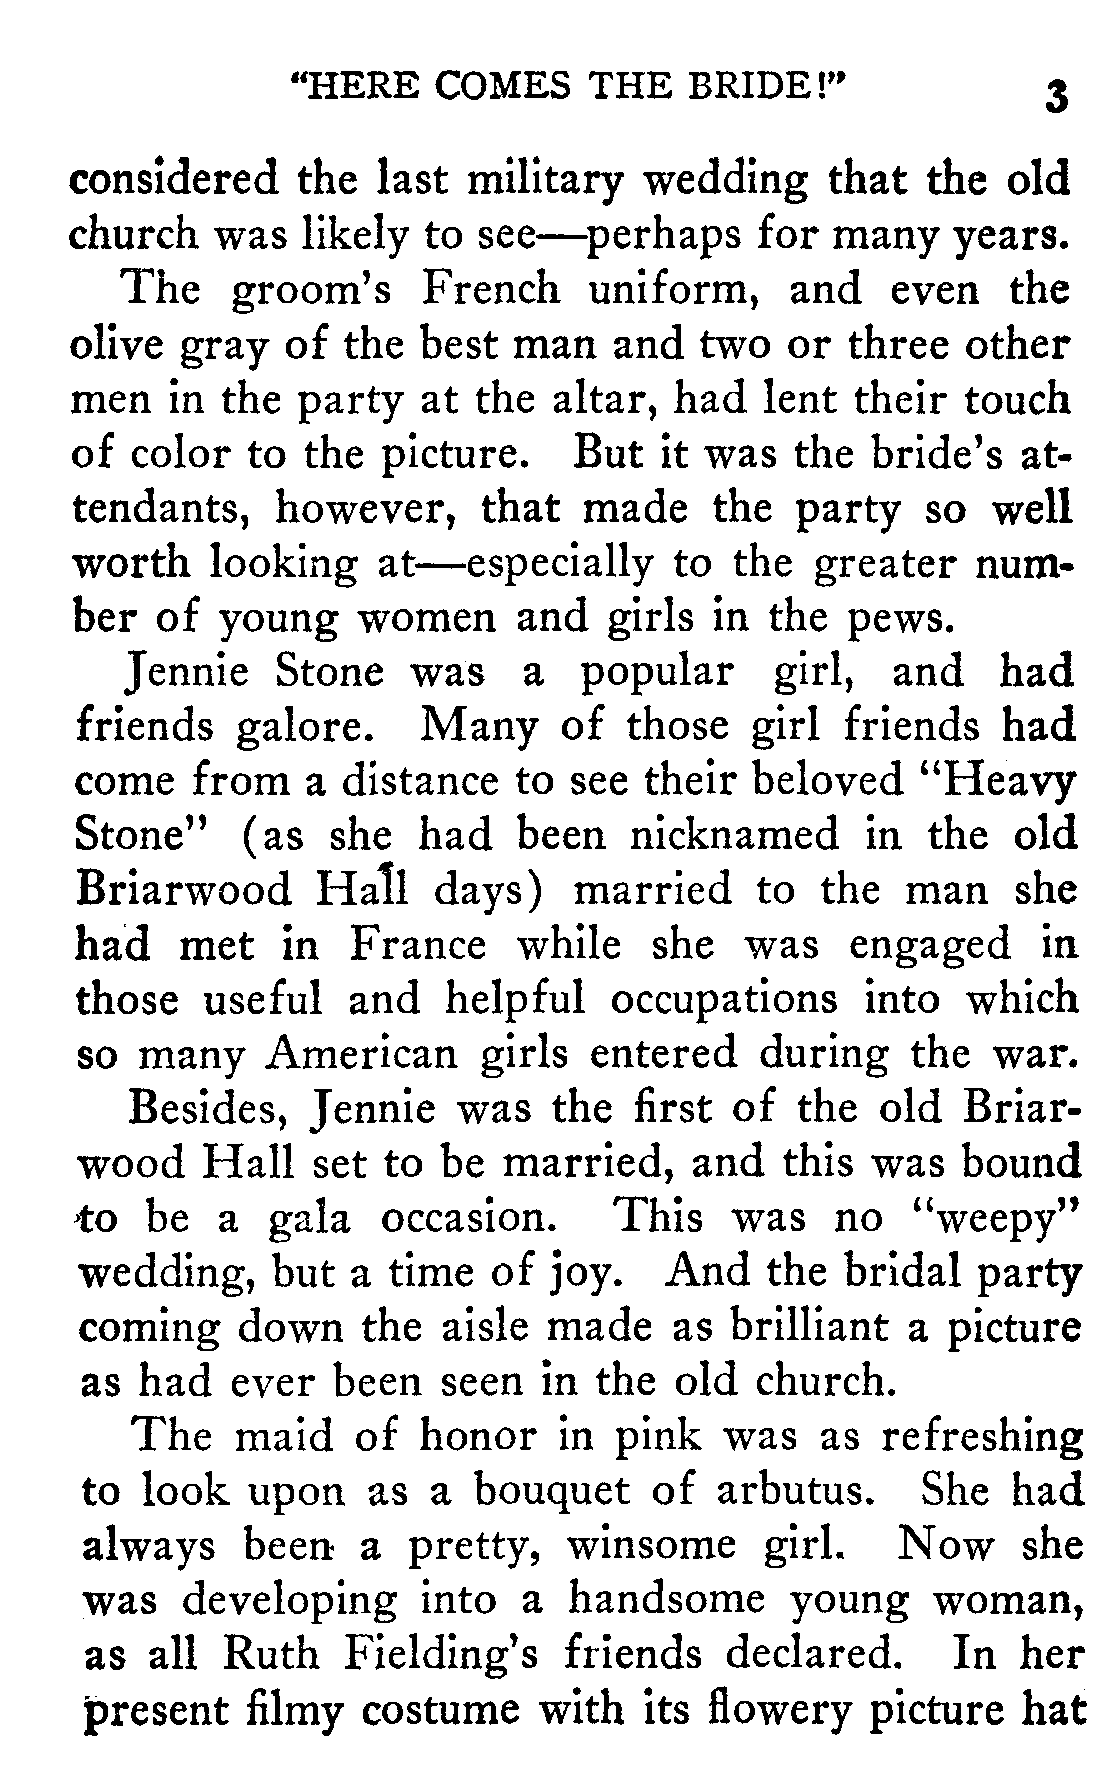 "HERE COMES THE BRIDE!" 3
considered the last military wedding that the old
church was likely to see—perhaps for many years.
The groom's French uniform, and even the
olive gray of the best man and two or three other
men in the party at the altar, had lent their touch
of color to the picture. But it was the bride's at-
tendants, however, that made the party so well
worth looking at—especially to the greater num-
ber of young women and girls in the pews.
Jennie Stone was a popular girl, and had
friends galore. Many of those girl friends had
come from a distance to see their beloved "Heavy
Stone" (as she had been nicknamed in the old
Briarwood Hall days) married to the man she
had met in France while she was engaged in
those useful and helpful occupations into which
so many American girls entered during the war.
Besides, Jennie was the first of the old Briar-
wood Hall set to be married, and this was bound
to be a gala occasion. This was no "weepy"
wedding, but a time of joy. And the bridal party
coming down the aisle made as brilliant a picture
as had ever been seen in the old church.
The maid of honor in pink was as refreshing
to look upon as a bouquet of arbutus. She had
always been a pretty, winsome girl. Now she
was developing into a handsome young woman,
as all Ruth Fielding's friends declared. In her
present filmy costume with its flowery picture hat